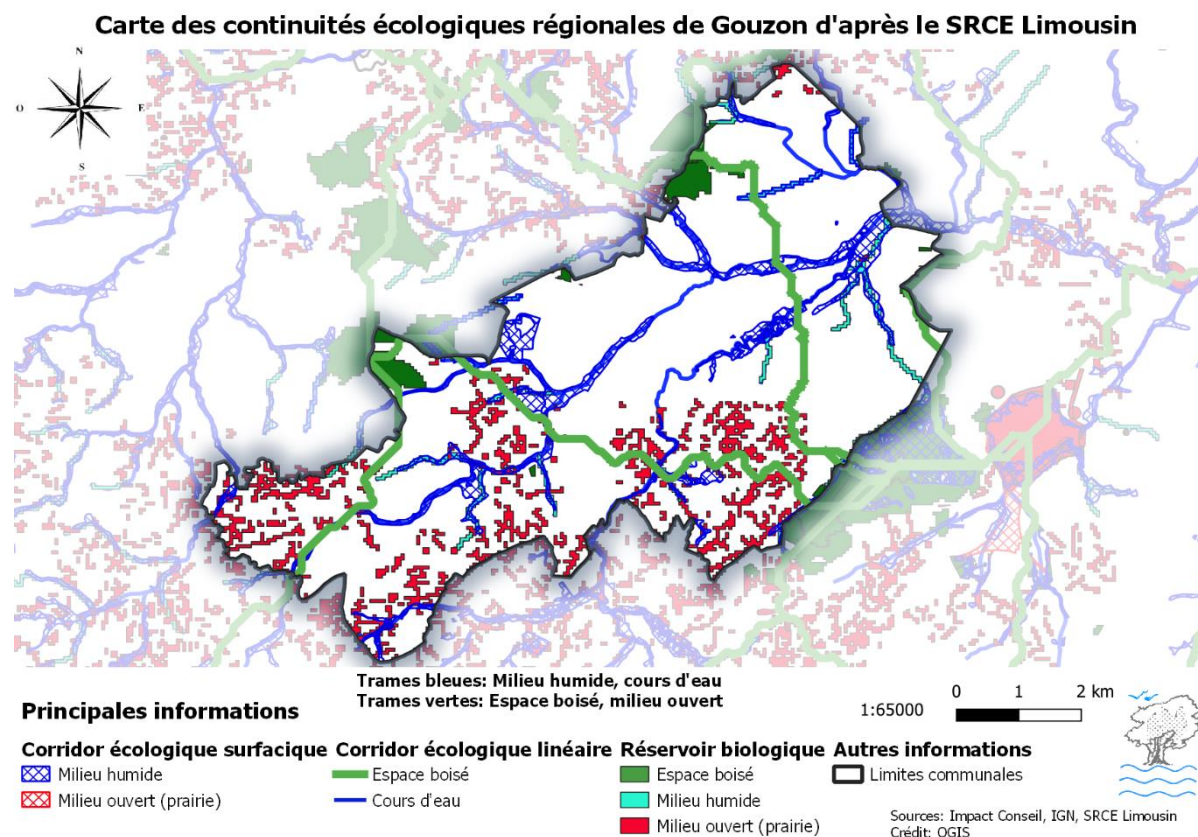 Carte des continuités écologiques régionales de Gouzon d'après le SRCE Limousin
N
O
E
S
Trames bleues: Milieu humide, cours d'eau
Trames vertes: Espace boisé, milieu ouvert
0 1 2 km
1:65000
Principales informations
Corridor écologique surfacique
Milieu humide
Milieu ouvert (prairie)
Corridor écologique linéaire
Espace boisé
Cours d'eau
Réservoir biologique
Espace boisé
Milieu humide
Milieu ouvert (prairie)
Autres informations
Limites communales
Sources: Impact Conseil, IGN, SRCE Limousin
Crédit: QGIS